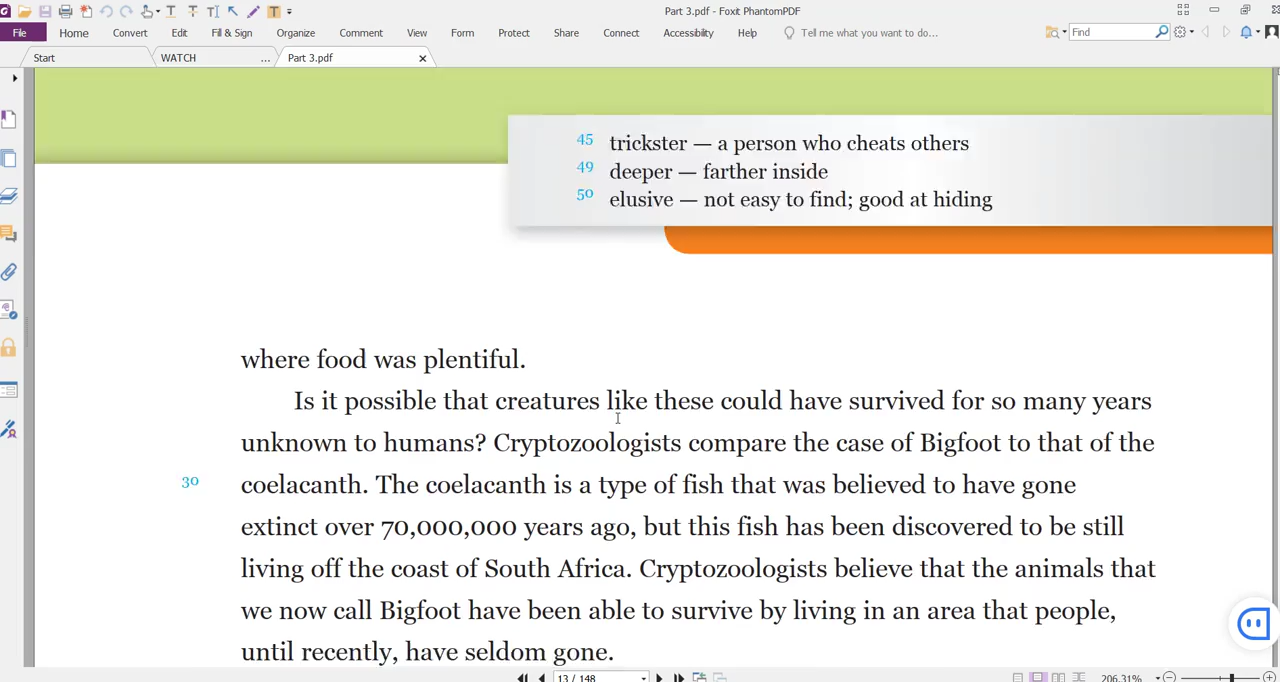 Part 3.pdf - Foxit PhantomPDF
File Home Convert Edit Fill & Sign Organize Comment View Form Protect Share Connect Accessibility Help Tell me what you want to do... Find
Start WATCH ... Part 3.pdf
45 trickster — a person who cheats others
49 deeper — farther inside
50 elusive — not easy to find; good at hiding
where food was plentiful.
Is it possible that creatures like these could have survived for so many years
unknown to humans? Cryptozoologists compare the case of Bigfoot to that of the
30 coelacanth. The coelacanth is a type of fish that was believed to have gone
extinct over 70,000,000 years ago, but this fish has been discovered to be still
living off the coast of South Africa. Cryptozoologists believe that the animals that
we now call Bigfoot have been able to survive by living in an area that people,
until recently, have seldom gone.
13 / 148 206.31%